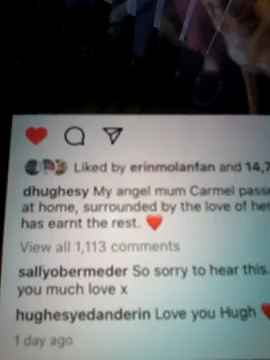 Liked by erinmolanfan and 14,7
dhughesy My angel mum Carmel passe
at home, surrounded by the love of her
has earnt the rest.
View all 1,113 comments
sallyobermeder So sorry to hear this.
you much love x
hughesyedanderin Love you Hugh
1 day ago